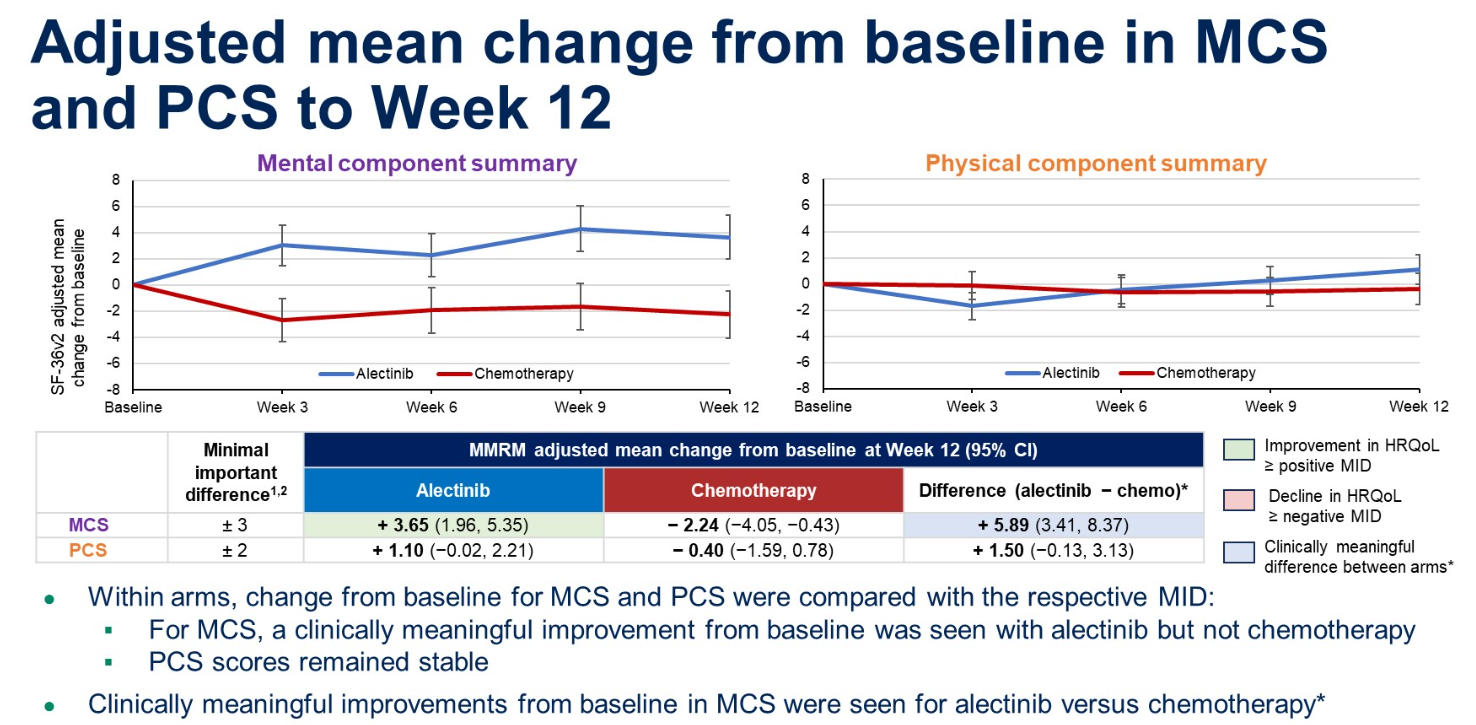 Adjusted mean change from baseline in MCS
and PCS to Week 12
Mental component summary
SF-36v2 adjusted mean
change from baseline
8
6
4
2
0
-2
-4
-6
-8
Alectinib Chemotherapy
Baseline Week 3 Week 6 Week 9 Week 12
Physical component summary
8
6
4
2
0
-2
-4
-6
-8
Alectinib Chemotherapy
Baseline Week 3 Week 6 Week 9 Week 12
Minimal
important
difference1,2
MMRM adjusted mean change from baseline at Week 12 (95% CI)
Alectinib Chemotherapy Difference (alectinib − chemo)*
MCS ± 3 + 3.65 (1.96, 5.35) − 2.24 (−4.05, −0.43) + 5.89 (3.41, 8.37)
PCS ± 2 + 1.10 (−0.02, 2.21) − 0.40 (−1.59, 0.78) + 1.50 (−0.13, 3.13)
Improvement in HRQoL
≥ positive MID
Decline in HRQoL
≥ negative MID
Clinically meaningful
difference between arms*
• Within arms, change from baseline for MCS and PCS were compared with the respective MID:
▪ For MCS, a clinically meaningful improvement from baseline was seen with alectinib but not chemotherapy
▪ PCS scores remained stable
• Clinically meaningful improvements from baseline in MCS were seen for alectinib versus chemotherapy*